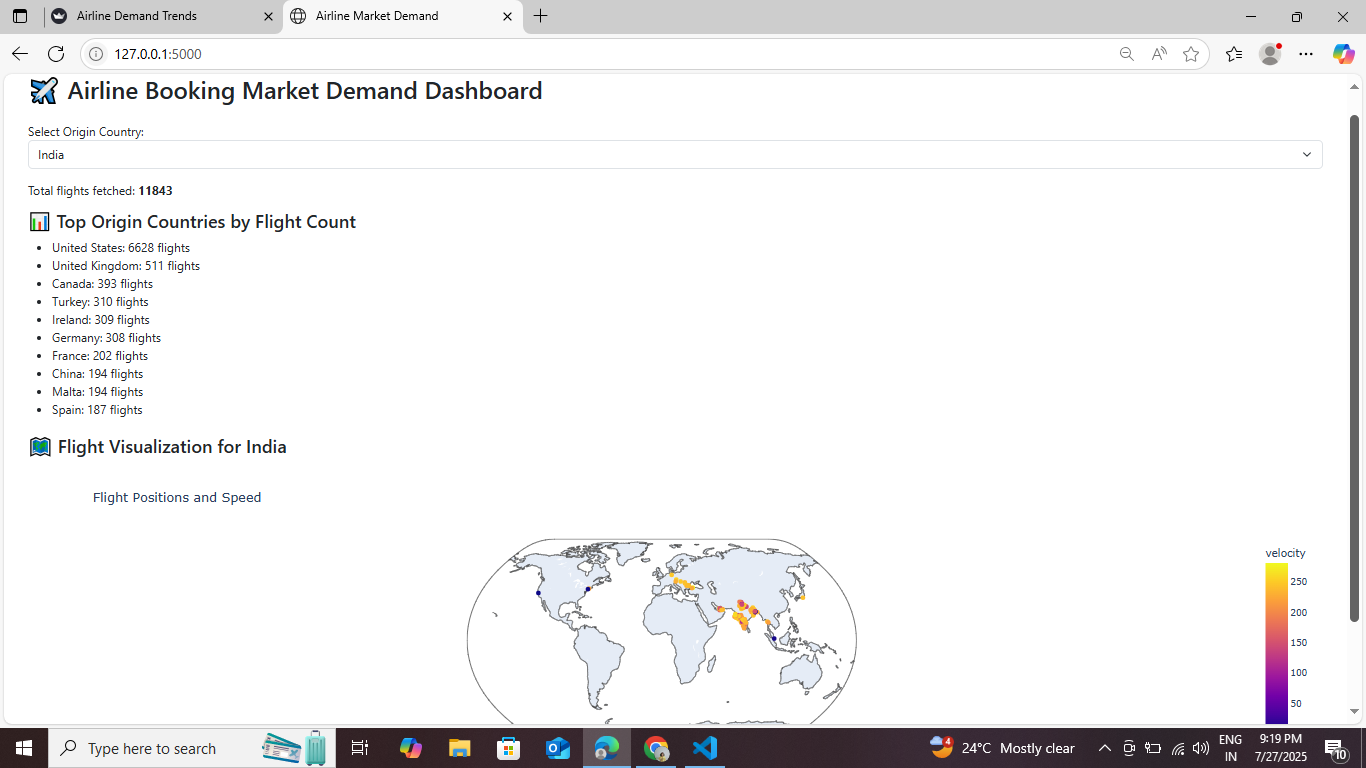 Airline Demand Trends
Airline Market Demand
127.0.0.1:5000
Airline Booking Market Demand Dashboard
Select Origin Country:
India
Total flights fetched: 11843
Top Origin Countries by Flight Count
United States: 6628 flights
United Kingdom: 511 flights
Canada: 393 flights
Turkey: 310 flights
Ireland: 309 flights
Germany: 308 flights
France: 202 flights
China: 194 flights
Malta: 194 flights
Spain: 187 flights
Flight Visualization for India
Flight Positions and Speed
velocity
250
200
150
100
50
Type here to search
4
24°C Mostly clear
ENG
IN
9:19 PM
7/27/2025
10